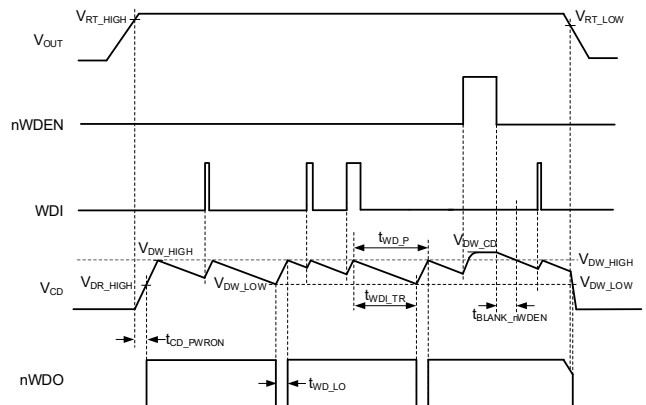 VRT_HIGH
VRT_LOW
VOUT
nWDEN
WDI
tWD_P
VDW_HIGH
VDW_CD
VDW_HIGH
VDR_HIGH
VCD
VDW_LOW
VDW_LOW
tWDI_TR
tBLANK_nWDEN
tCD_PWRON
nWDO
tWD_LO